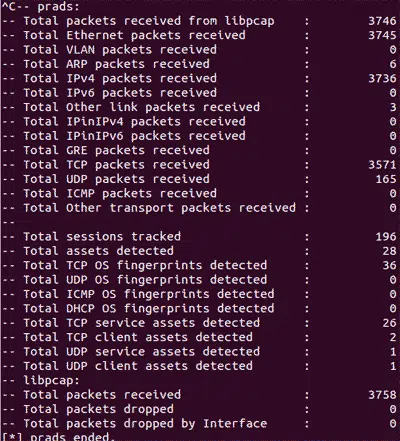 ^C-- prads:
-- Total packets received from libpcap    :       3746
-- Total Ethernet packets received        :       3745
-- Total VLAN packets received            :          0
-- Total ARP packets received             :          6
-- Total IPv4 packets received            :       3736
-- Total IPv6 packets received            :          0
-- Total Other link packets received      :          3
-- Total IPinIPv4 packets received        :          0
-- Total IPinIPv6 packets received        :          0
-- Total GRE packets received             :          0
-- Total TCP packets received             :       3571
-- Total UDP packets received             :        165
-- Total ICMP packets received            :          0
-- Total Other transport packets received :          0
--
-- Total sessions tracked                 :        196
-- Total assets detected                  :         28
-- Total TCP OS fingerprints detected     :         36
-- Total UDP OS fingerprints detected     :          0
-- Total ICMP OS fingerprints detected    :          0
-- Total DHCP OS fingerprints detected    :          0
-- Total TCP service assets detected      :         26
-- Total TCP client assets detected       :          2
-- Total UDP service assets detected      :          1
-- Total UDP client assets detected       :          1
-- libpcap:
-- Total packets received                 :       3758
-- Total packets dropped                  :          0
-- Total packets dropped by Interface     :          0
[*] prads ended.